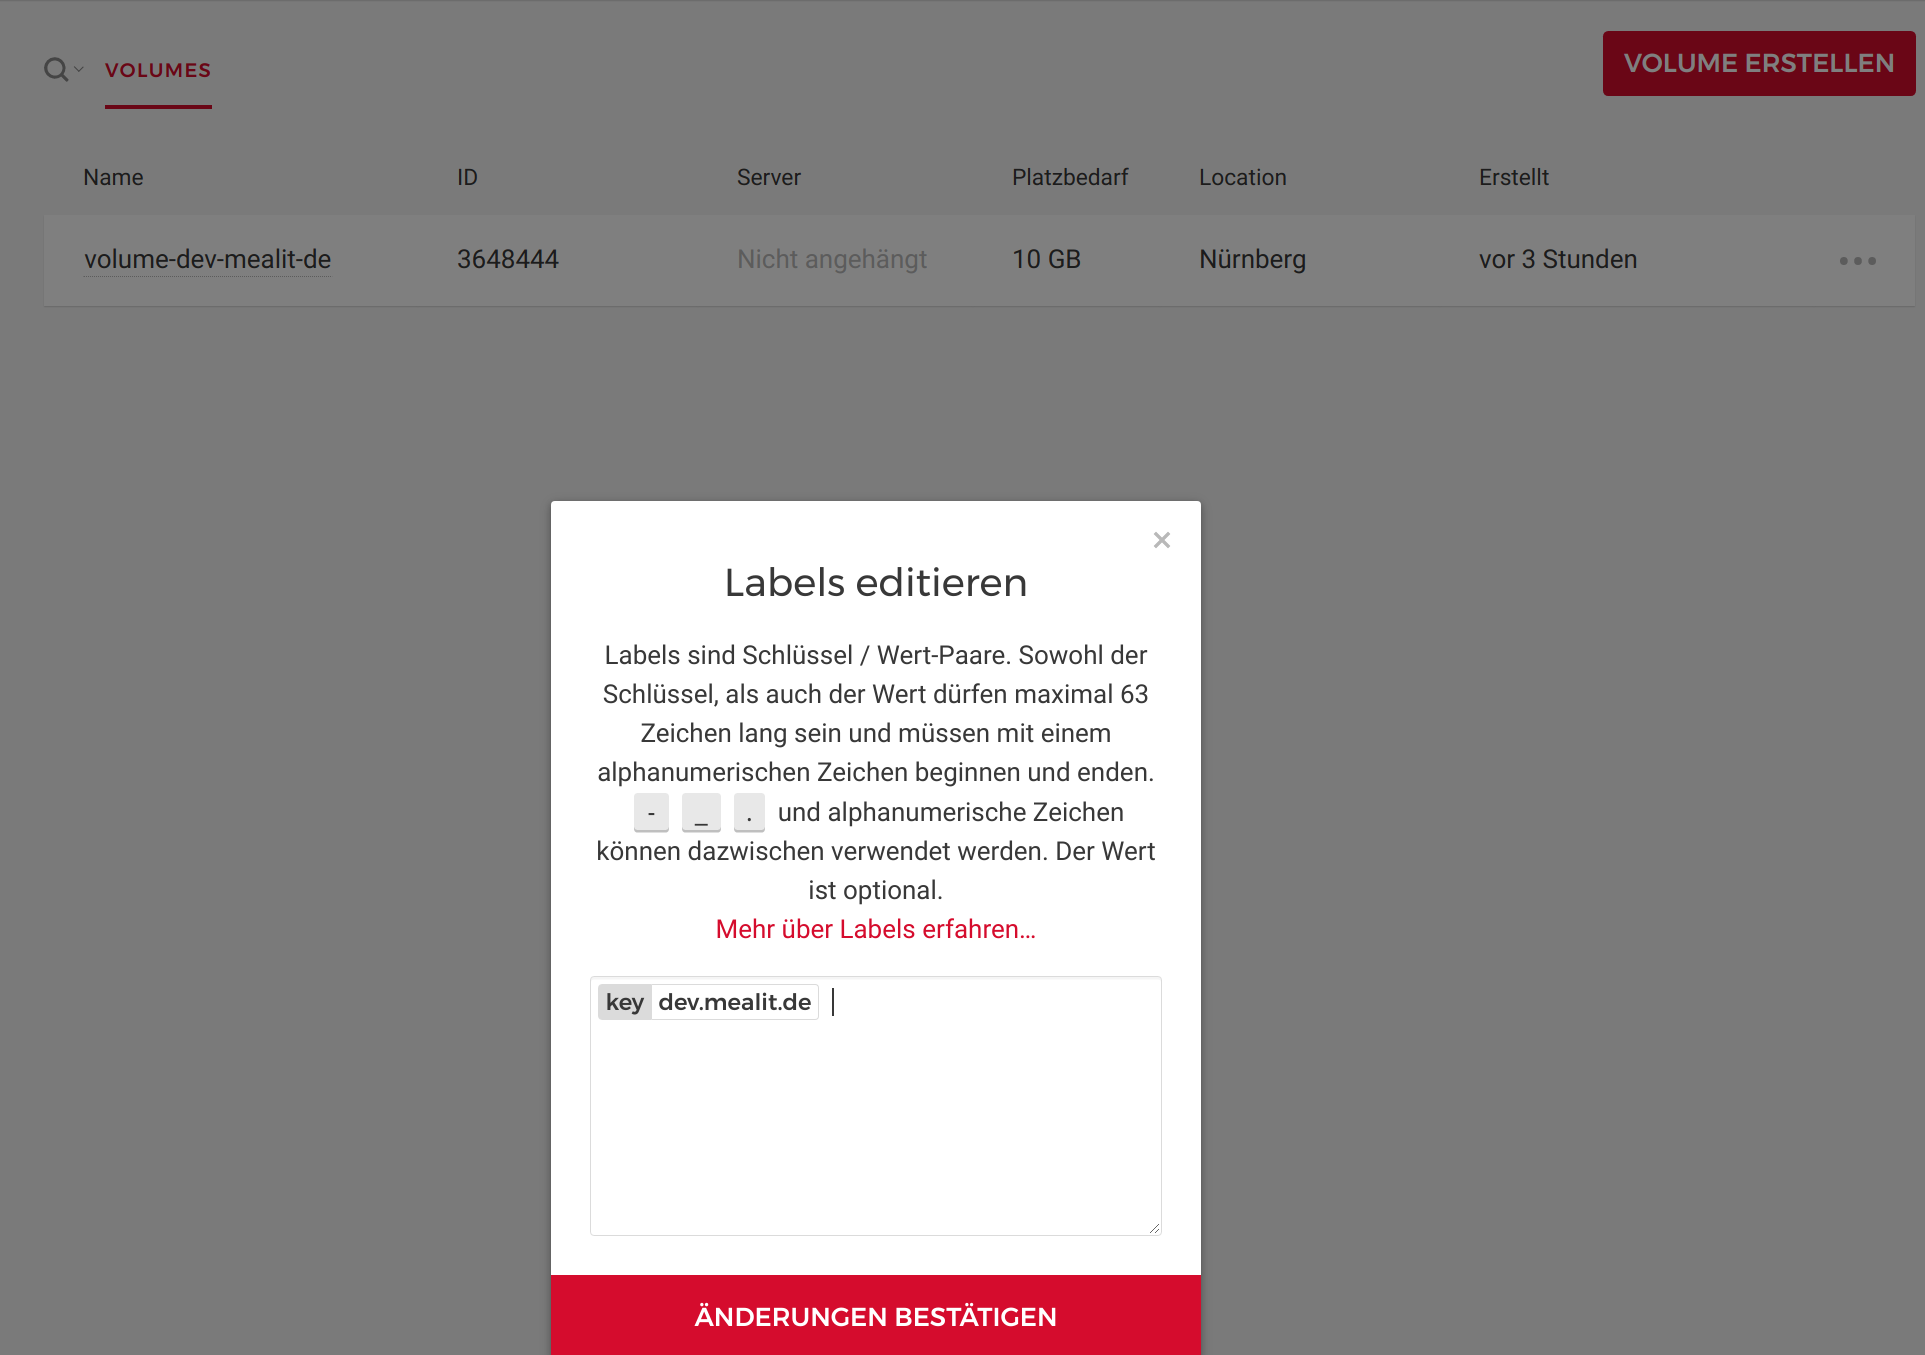 VOLUMES
VOLUME ERSTELLEN
Name ID Server Platzbedarf Location Erstellt
volume-dev-mealit-de 3648444 Nicht angehängt 10 GB Nürnberg vor 3 Stunden
Labels editieren
Labels sind Schlüssel / Wert-Paare. Sowohl der
Schlüssel, als auch der Wert dürfen maximal 63
Zeichen lang sein und müssen mit einem
alphanumerischen Zeichen beginnen und enden.
- _ . und alphanumerische Zeichen
können dazwischen verwendet werden. Der Wert
ist optional.
Mehr über Labels erfahren…
key dev.mealit.de
ÄNDERUNGEN BESTÄTIGEN